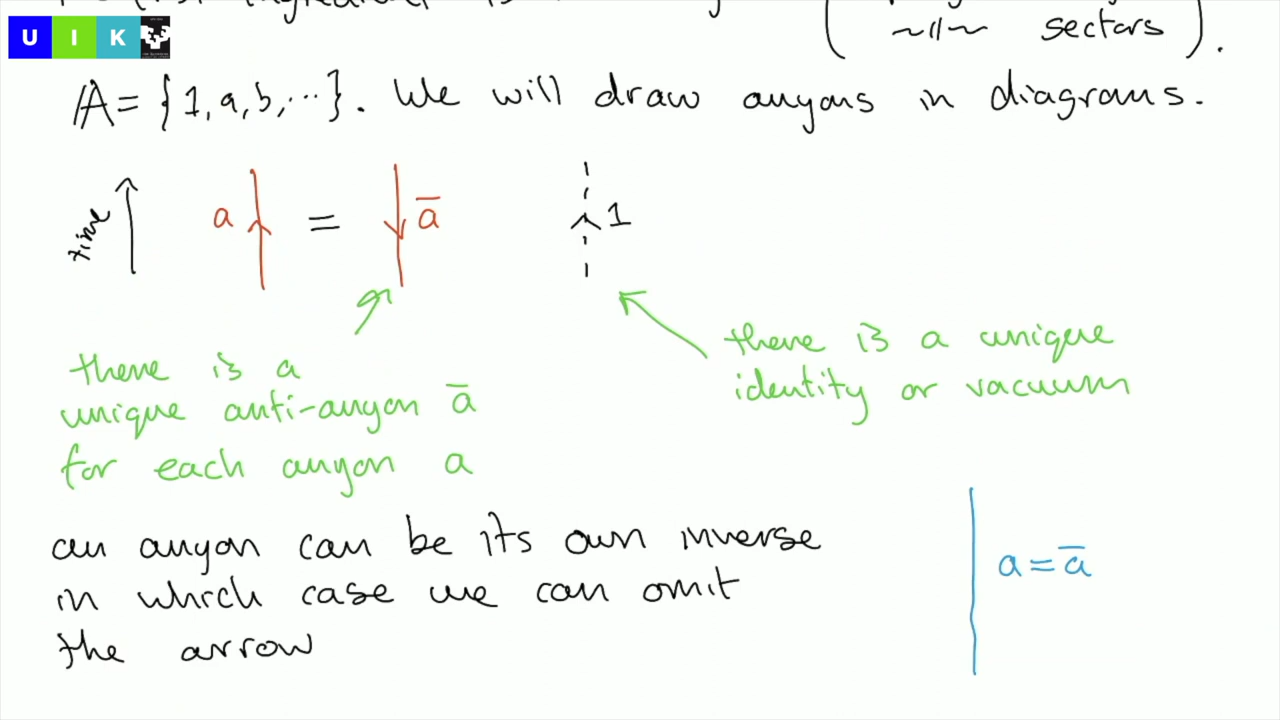 UIK
~11~ sectors).
A = {1, a, b, ...}. We will draw anyons in diagrams.
time a = ā 1
there is a
unique anti-anyon ā
for each anyon a
there is a unique
identity or vacuum
an anyon can be its own inverse
in which case we can omit
the arrow
a = ā